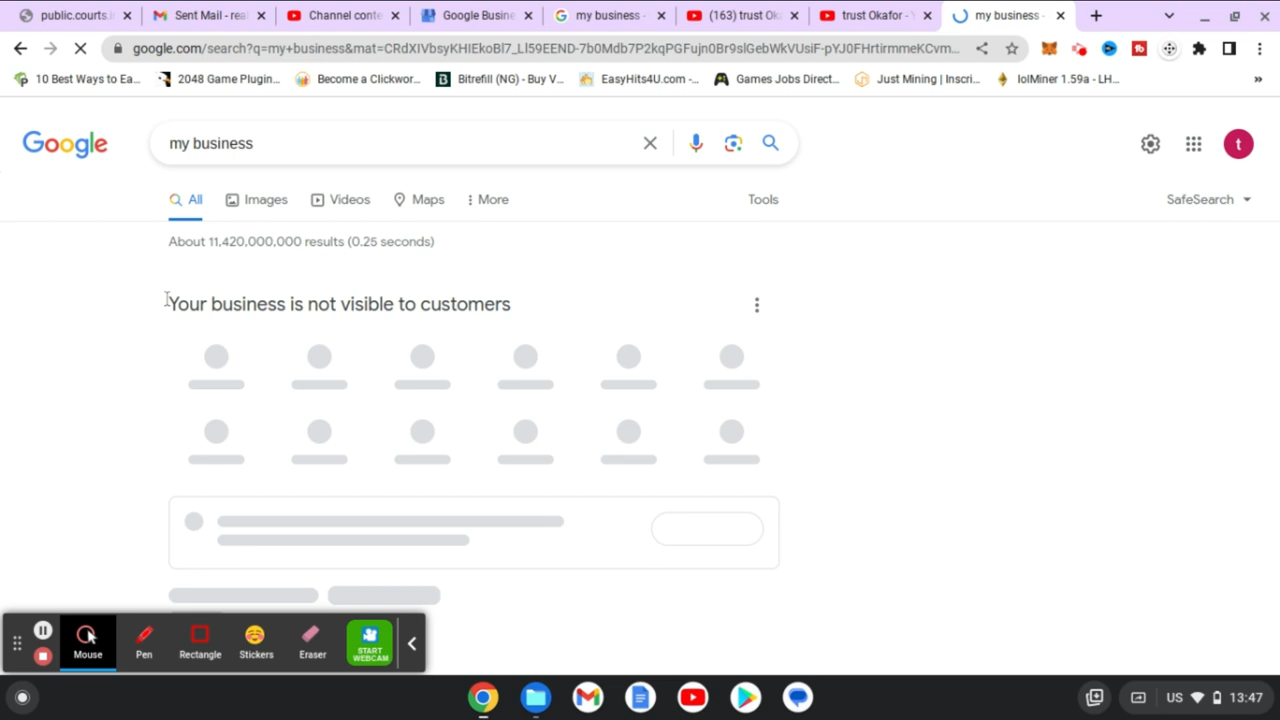 public.courts.i
Sent Mail - rea
Channel conte
Google Busine
my business -
(163) trust Ok
trust Okafor - Y
my business -
google.com/search?q=my+business&mat=CRdXIVbsyKHIEkoBl7_Ll59EEND-7b0Mdb7P2kqPGFujn0Br9slGebWkVUsiF-pYJ0FHrtirmmeKCvm...
10 Best Ways to Ea...
2048 Game Plugin...
Become a Clickwor...
Bitrefill (NG) - Buy V...
EasyHits4U.com -...
Games Jobs Direct...
Just Mining | Inscri...
lolMiner 1.59a - LH...
»
Google
my business
t
All
Images
Videos
Maps
More
Tools
SafeSearch
About 11,420,000,000 results (0.25 seconds)
Your business is not visible to customers
Mouse
Pen
Rectangle
Stickers
Eraser
START
WEBCAM
US
13:47